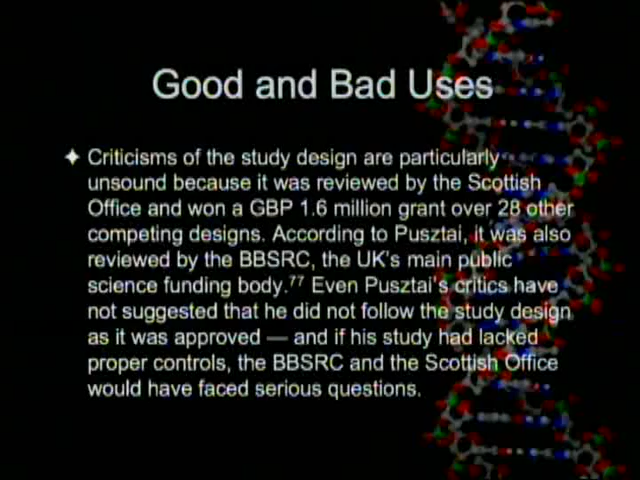 Good and Bad Uses
✦ Criticisms of the study design are particularly
unsound because it was reviewed by the Scottish
Office and won a GBP 1.6 million grant over 28 other
competing designs. According to Pusztai, it was also
reviewed by the BBSRC, the UK's main public
science funding body.⁷⁷ Even Pusztai's critics have
not suggested that he did not follow the study design
as it was approved — and if his study had lacked
proper controls, the BBSRC and the Scottish Office
would have faced serious questions.